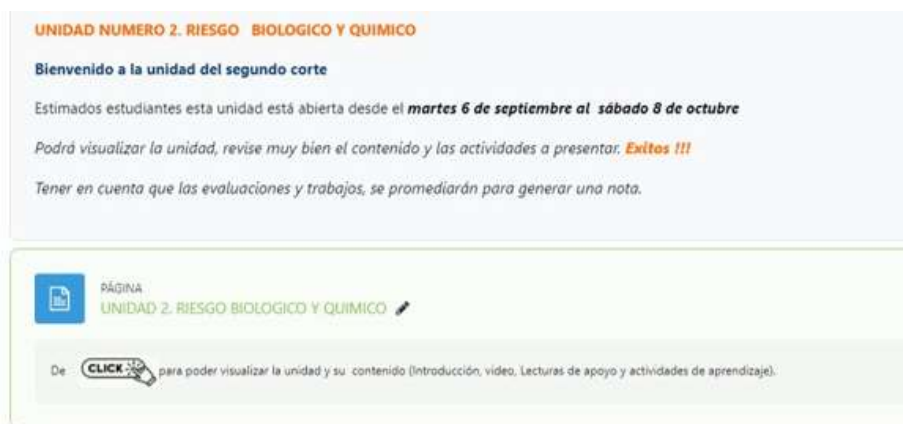 UNIDAD NUMERO 2. RIESGO BIOLOGICO Y QUIMICO
Bienvenido a la unidad del segundo corte
Estimados estudiantes esta unidad está abierta desde el martes 6 de septiembre al sábado 8 de octubre
Podrá visualizar la unidad, revise muy bien el contenido y las actividades a presentar. Exitos !!!
Tener en cuenta que las evaluaciones y trabajos, se promediarán para generar una nota.
PÁGINA
UNIDAD 2. RIESGO BIOLOGICO Y QUIMICO
De CLICK para poder visualizar la unidad y su contenido (Introducción, video, Lecturas de apoyo y actividades de aprendizaje).